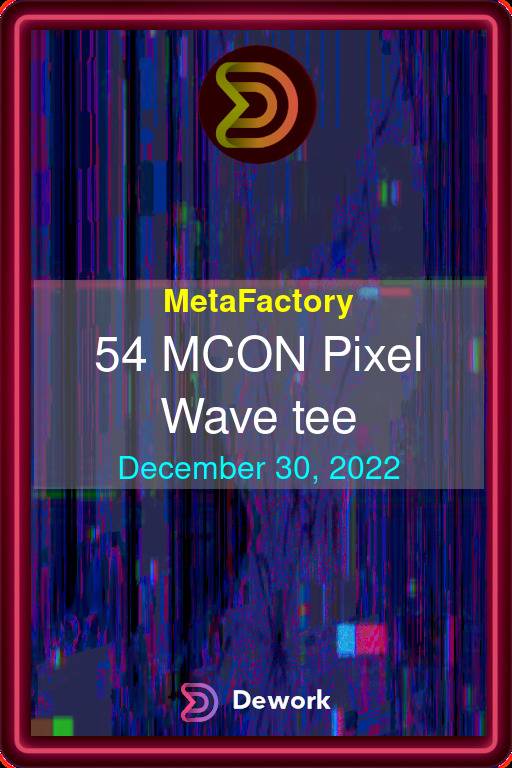 MetaFactory
54 MCON Pixel
Wave tee
December 30, 2022
Dework